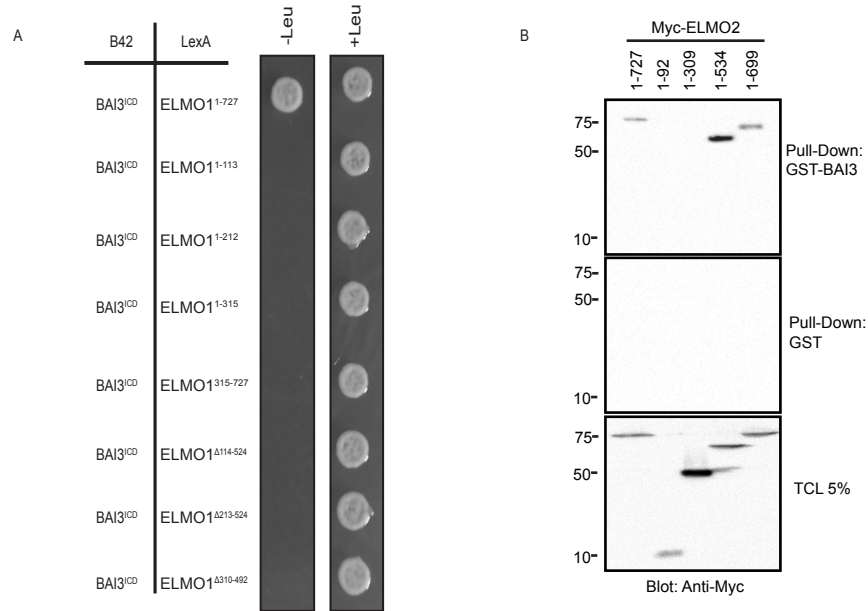 A
B42 LexA
-Leu
+Leu
BAI3ICD ELMO11-727
BAI3ICD ELMO11-113
BAI3ICD ELMO11-212
BAI3ICD ELMO11-315
BAI3ICD ELMO1315-727
BAI3ICD ELMO1Δ114-524
BAI3ICD ELMO1Δ213-524
BAI3ICD ELMO1Δ310-492
B
Myc-ELMO2
1-727
1-92
1-309
1-534
1-699
75-
50-
10-
Pull-Down:
GST-BAI3
75-
50-
10-
Pull-Down:
GST
75-
50-
10-
TCL 5%
Blot: Anti-Myc